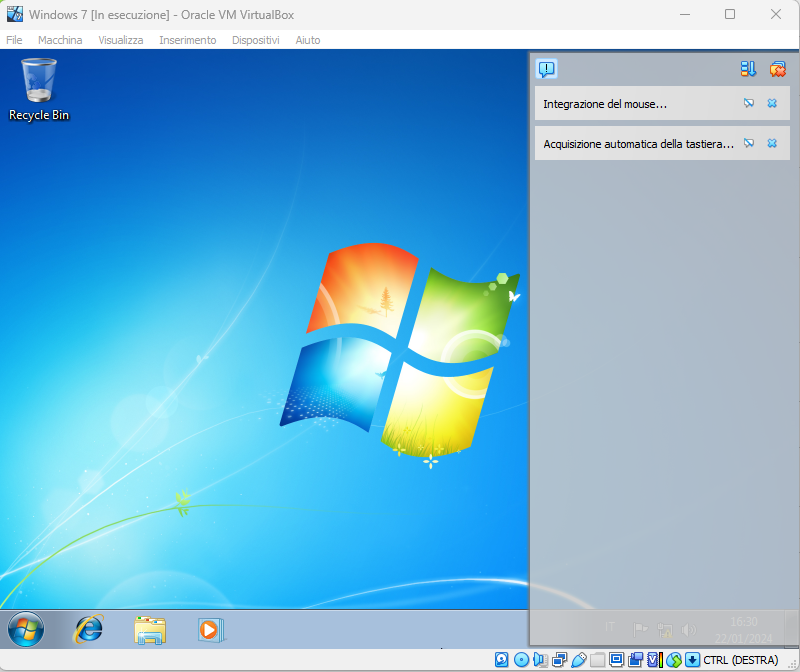 Windows 7 [In esecuzione] - Oracle VM VirtualBox
File Macchina Visualizza Inserimento Dispositivi Aiuto
Recycle Bin
Integrazione del mouse...
Acquisizione automatica della tastiera...
IT
16:30
22/01/2024
CTRL (DESTRA)